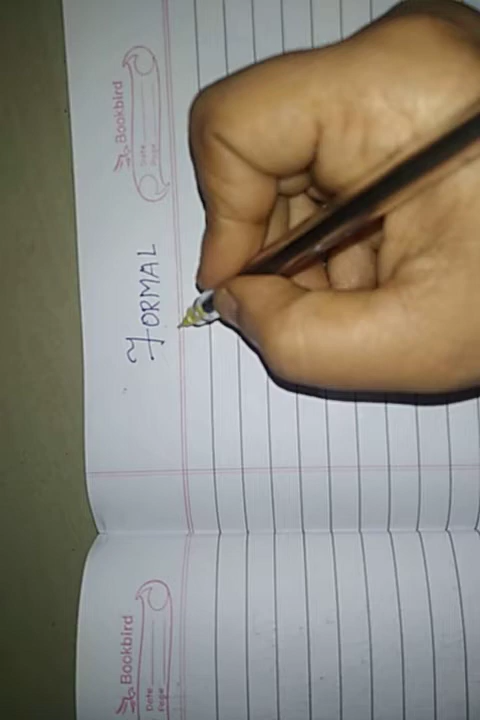 Bookbird
Date
Page
FORMAL
Bookbird
Date
Page